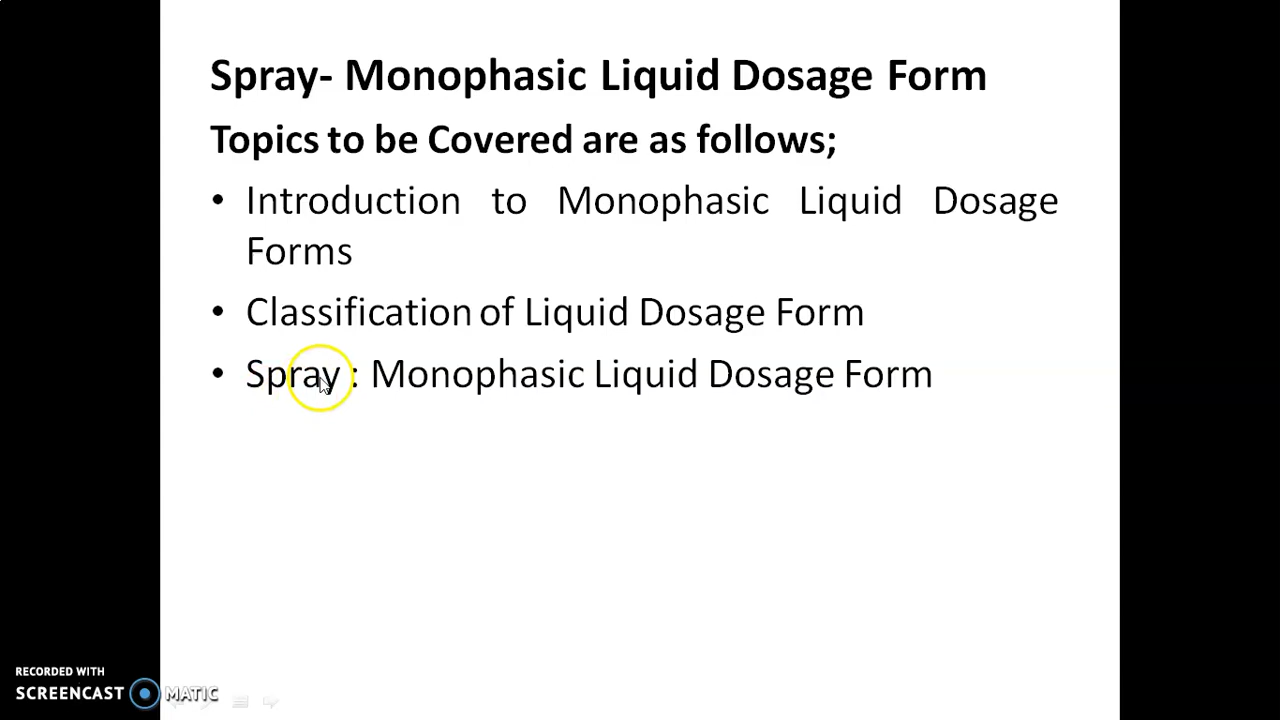 Spray- Monophasic Liquid Dosage Form
Topics to be Covered are as follows;
• Introduction to Monophasic Liquid Dosage
Forms
• Classification of Liquid Dosage Form
• Spray : Monophasic Liquid Dosage Form
RECORDED WITH
SCREENCAST MATIC